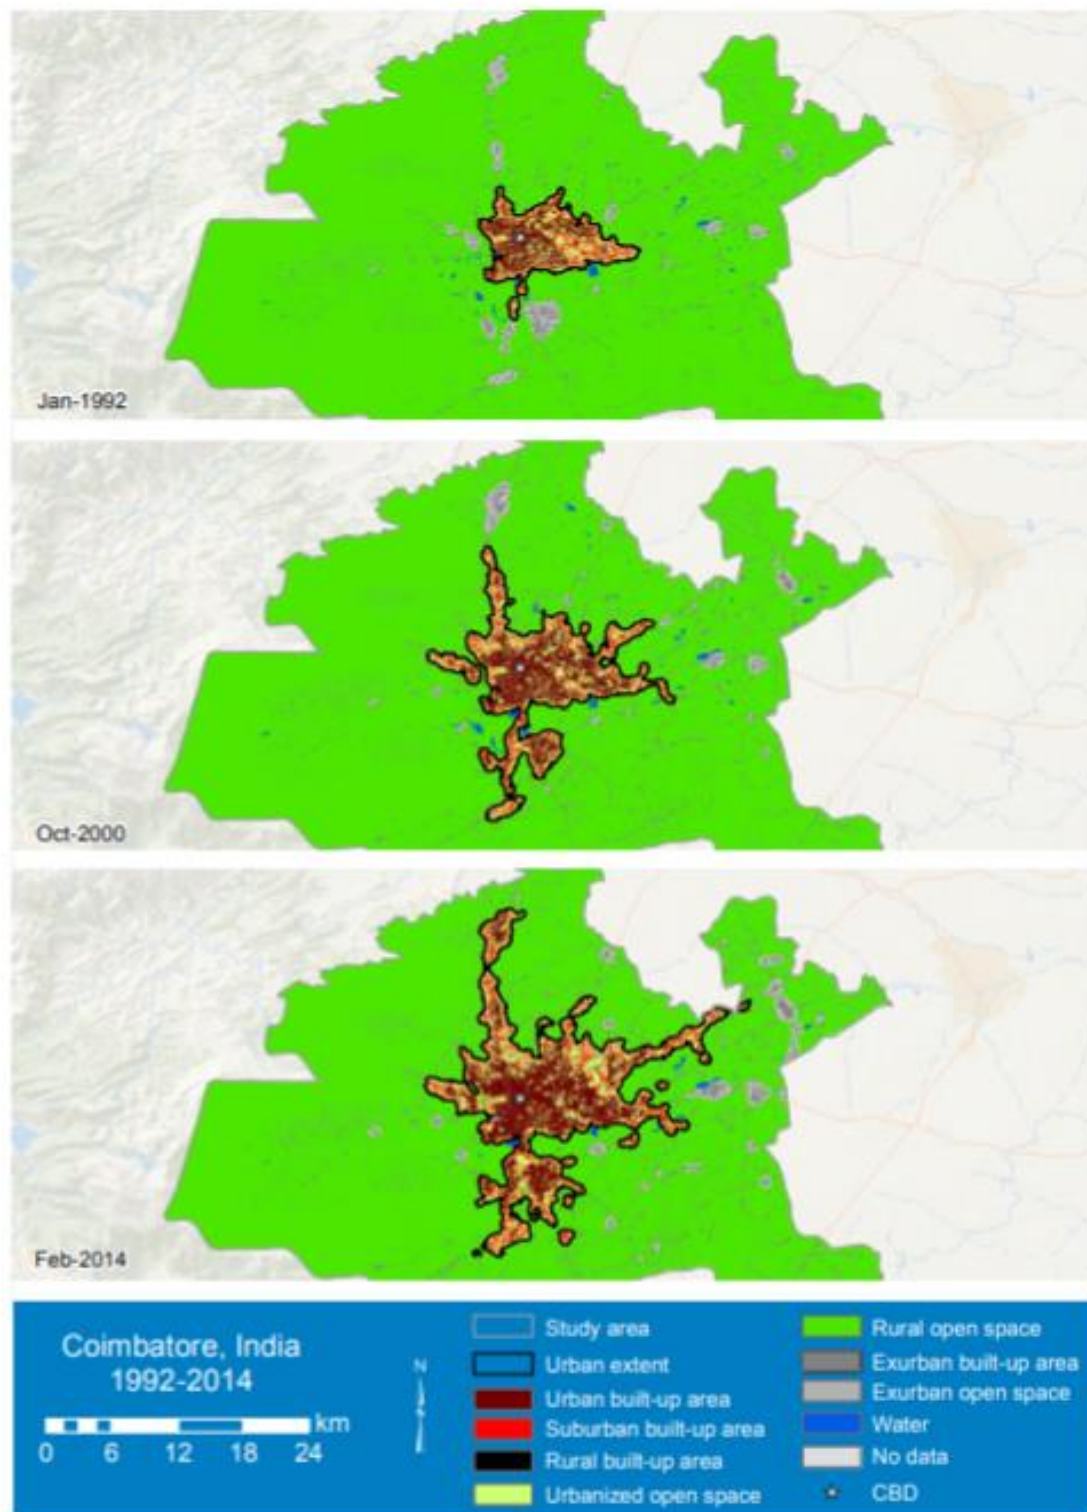 Jan-1992
Oct-2000
Feb-2014
Coimbatore, India
1992-2014
km
0 6 12 18 24
N
Study area
Urban extent
Urban built-up area
Suburban built-up area
Rural built-up area
Urbanized open space
Rural open space
Exurban built-up area
Exurban open space
Water
No data
CBD